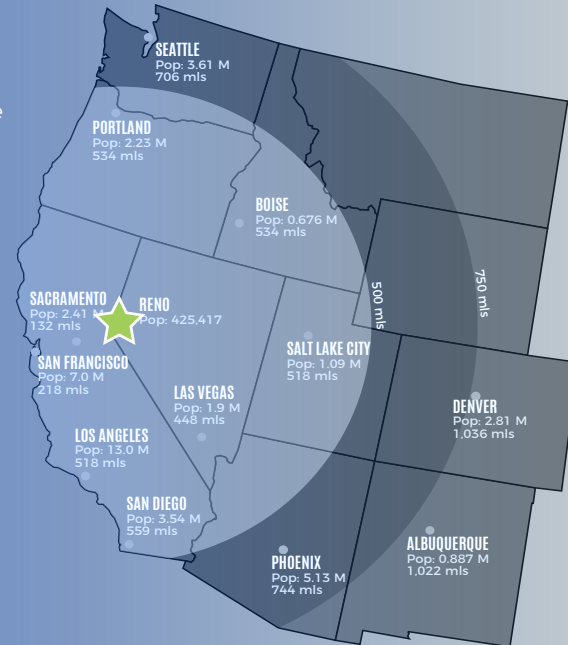 e
SEATTLE
Pop: 3.61 M
706 mls
PORTLAND
Pop: 2.23 M
534 mls
BOISE
Pop: 0.676 M
534 mls
SACRAMENTO
Pop: 2.41 M
132 mls
RENO
Pop: 425,417
500 mls
750 mls
SALT LAKE CITY
Pop: 1.09 M
518 mls
SAN FRANCISCO
Pop: 7.0 M
218 mls
LAS VEGAS
Pop: 1.9 M
448 mls
DENVER
Pop: 2.81 M
1,036 mls
LOS ANGELES
Pop: 13.0 M
518 mls
SAN DIEGO
Pop: 3.54 M
559 mls
PHOENIX
Pop: 5.13 M
744 mls
ALBUQUERQUE
Pop: 0.887 M
1,022 mls